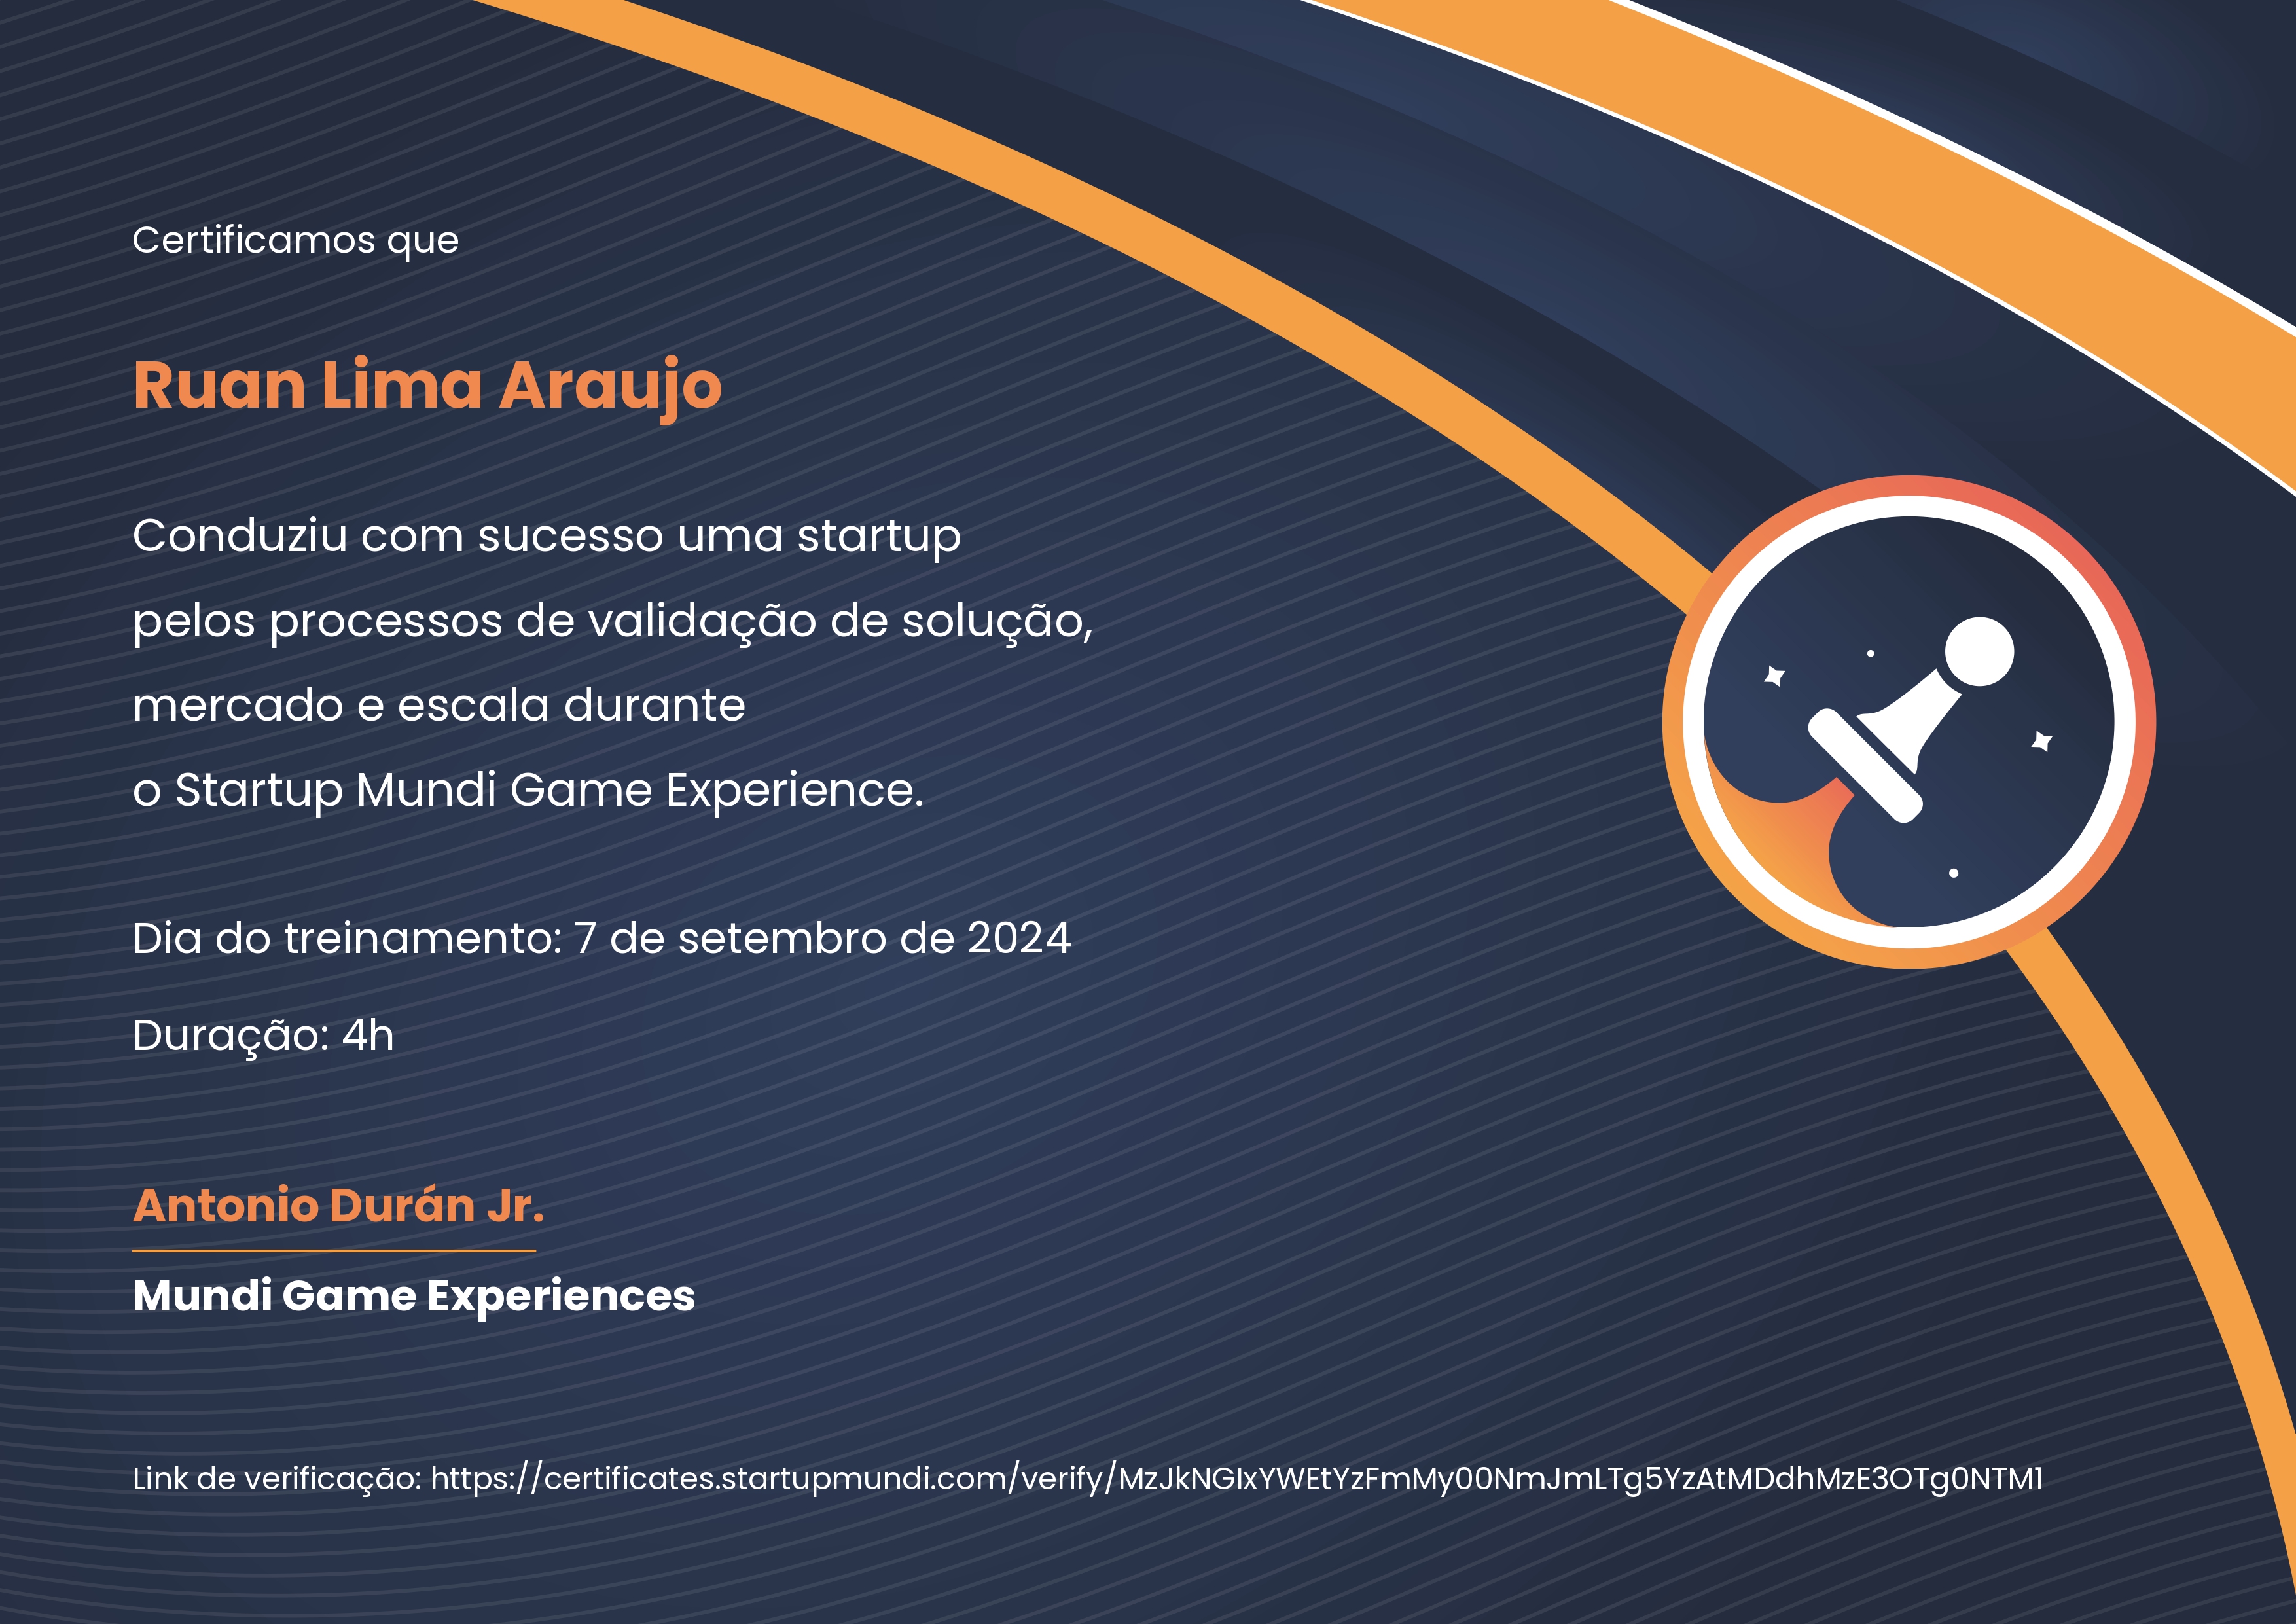 Certificamos que
Ruan Lima Araujo
Conduziu com sucesso uma startup
pelos processos de validação de solução,
mercado e escala durante
o Startup Mundi Game Experience.
Dia do treinamento: 7 de setembro de 2024
Duração: 4h
Antonio Durán Jr.
Mundi Game Experiences
Link de verificação: https://certificates.startupmundi.com/verify/MzJkNGIxYWEtYzFmMy00NmJmLTg5YzAtMDdhMzE3OTg0NTM1